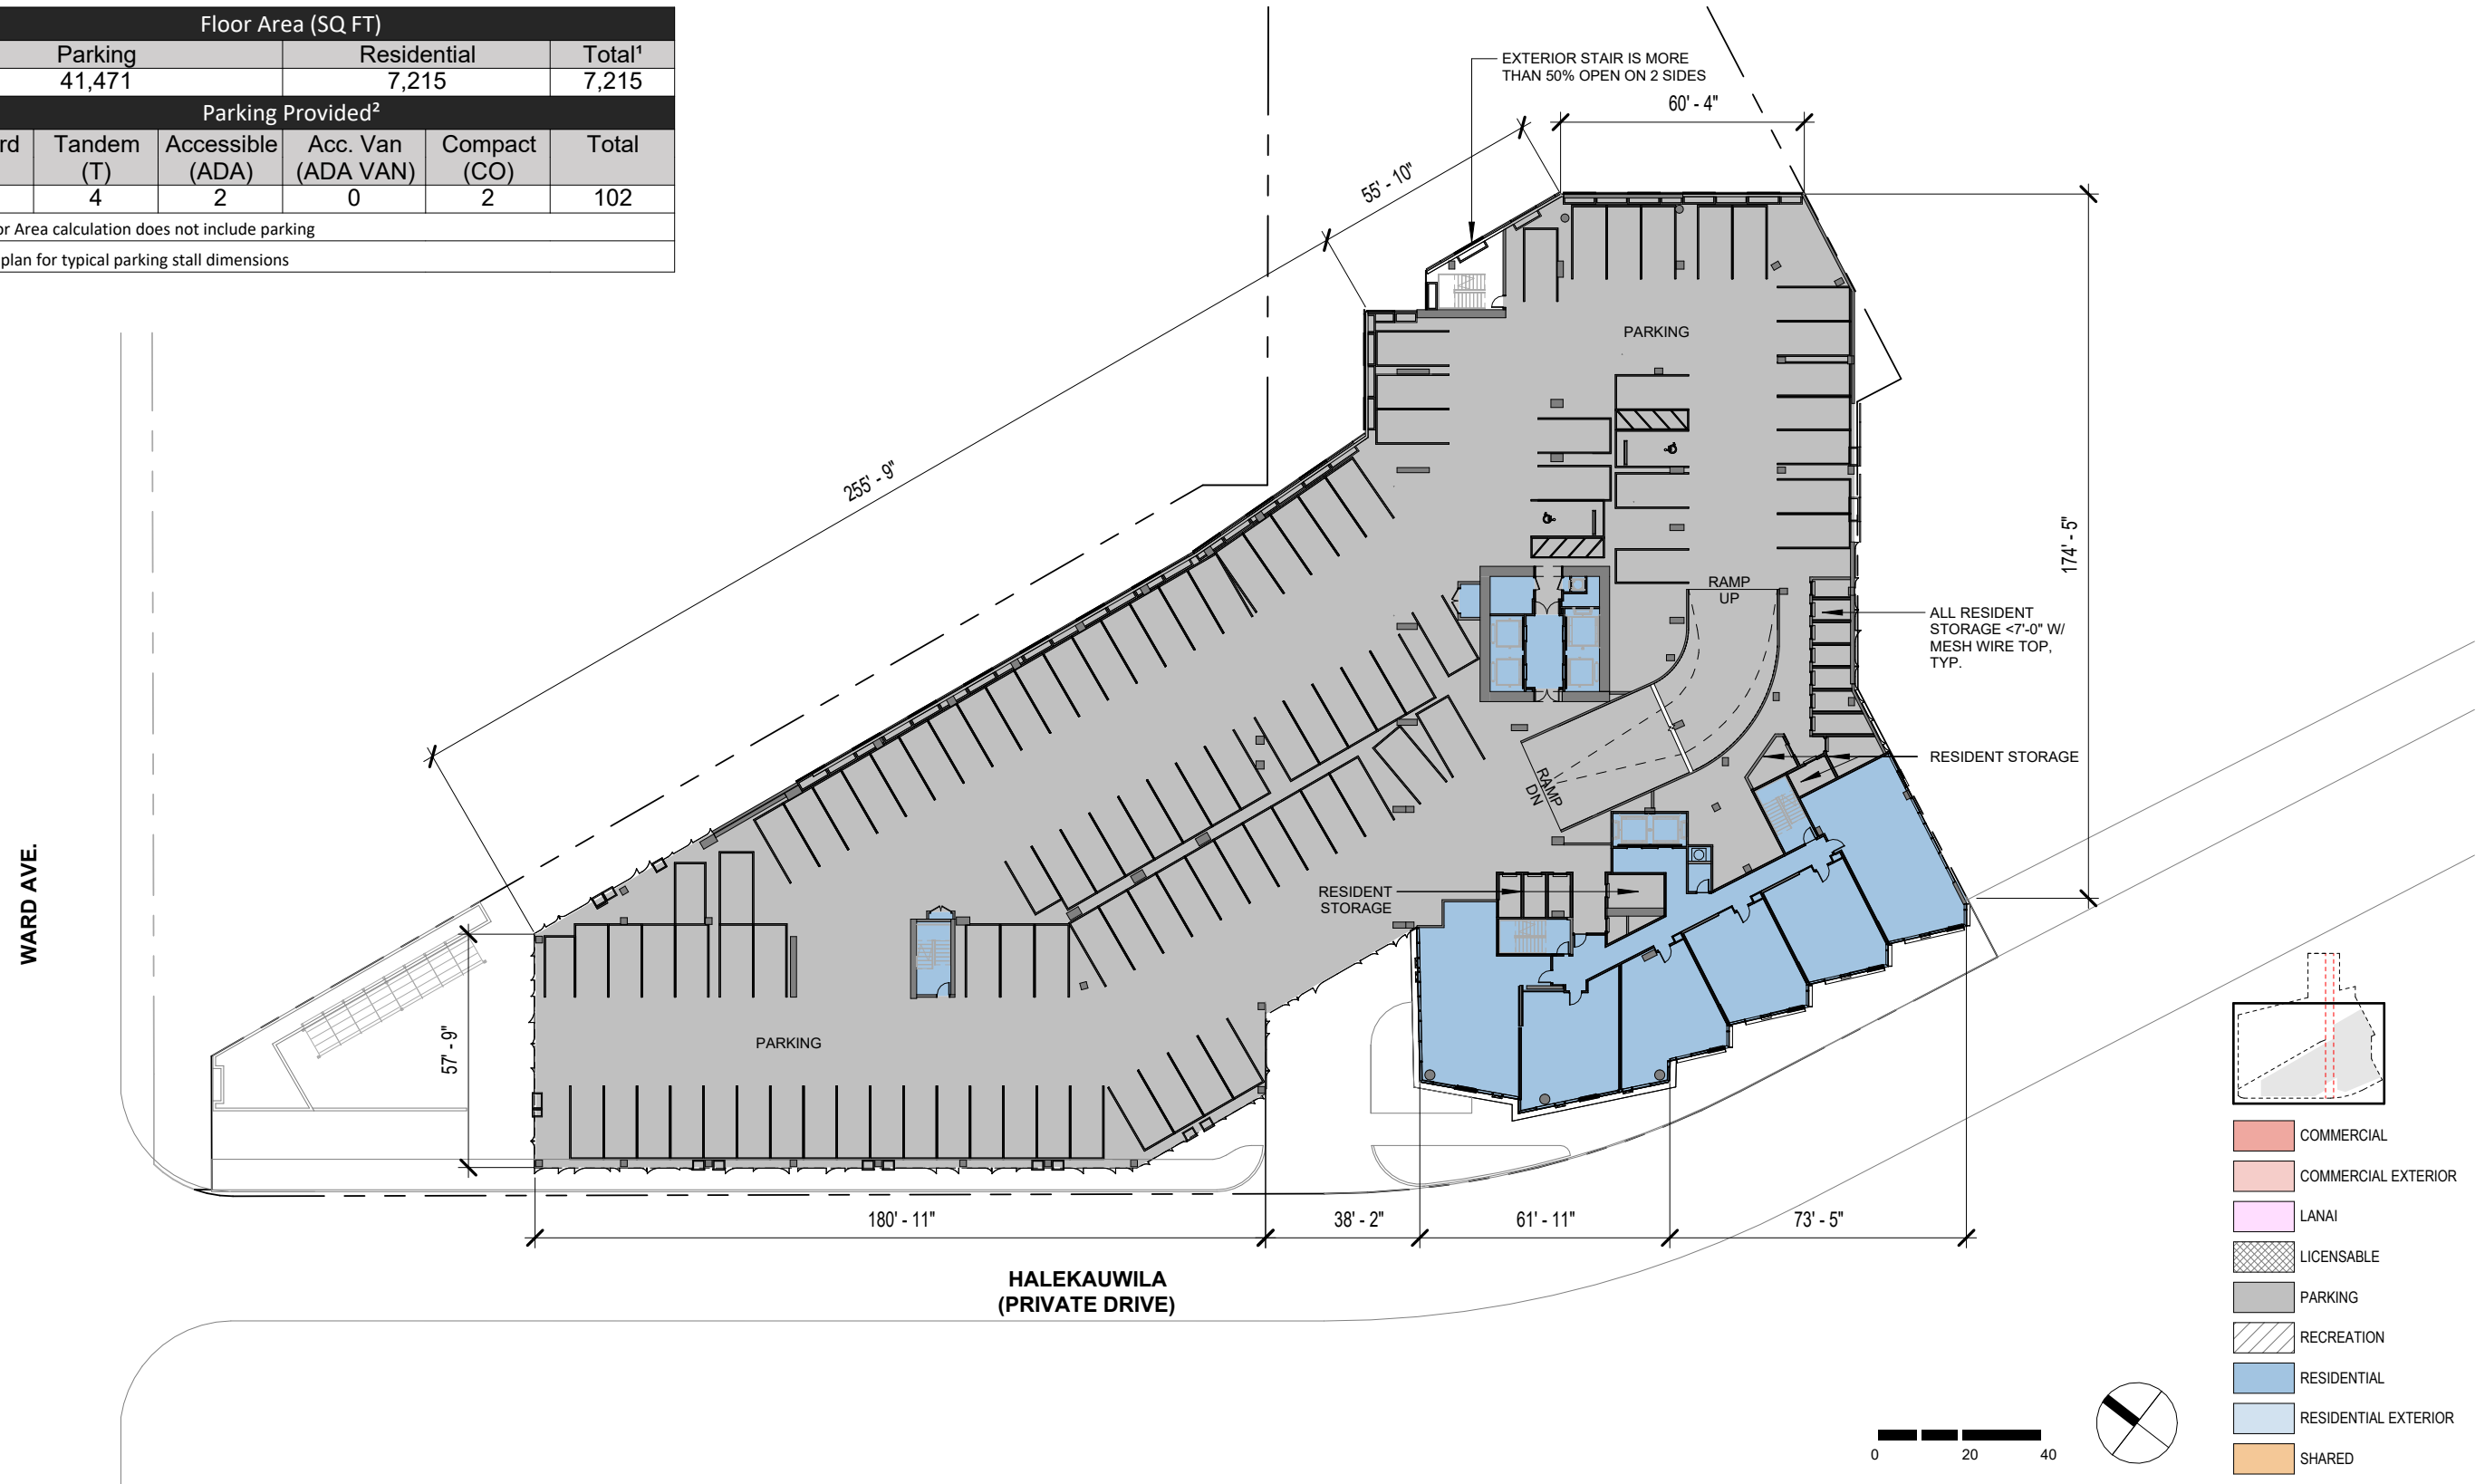 Floor Area (SQ FT)
Parking Residential Total¹
41,471 7,215 7,215
Parking Provided²
rd Tandem Accessible Acc. Van Compact Total
(T) (ADA) (ADA VAN) (CO)
4 2 0 2 102
or Area calculation does not include parking
plan for typical parking stall dimensions
EXTERIOR STAIR IS MORE
THAN 50% OPEN ON 2 SIDES
60' - 4"
55' - 10"
255' - 9"
PARKING
174' - 5"
RAMP
UP
ALL RESIDENT
STORAGE <7'-0" W/
MESH WIRE TOP,
TYP.
RESIDENT STORAGE
RAMP
DN
RESIDENT
STORAGE
WARD AVE.
57' - 9"
PARKING
180' - 11"
38' - 2"
61' - 11"
73' - 5"
HALEKAUWILA
(PRIVATE DRIVE)
COMMERCIAL
COMMERCIAL EXTERIOR
LANAI
LICENSABLE
PARKING
RECREATION
RESIDENTIAL
RESIDENTIAL EXTERIOR
SHARED
0 20 40